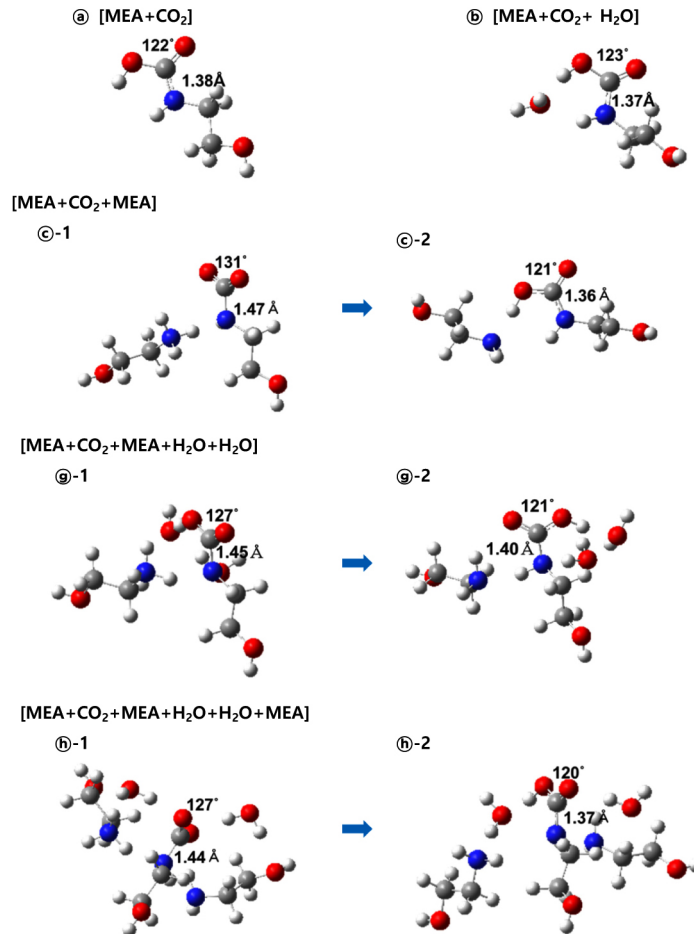 ⓐ [MEA+CO₂] ⓑ [MEA+CO₂+ H₂O]
122° 123°
1.38Å 1.37Å
[MEA+CO₂+MEA]
ⓒ-1 ⓒ-2
131° 121°
1.47 Å 1.36 Å
[MEA+CO₂+MEA+H₂O+H₂O]
ⓖ-1 ⓖ-2
127° 121°
1.45 Å 1.40 Å
[MEA+CO₂+MEA+H₂O+H₂O+MEA]
ⓗ-1 ⓗ-2
127° 120°
1.44 Å 1.37 Å